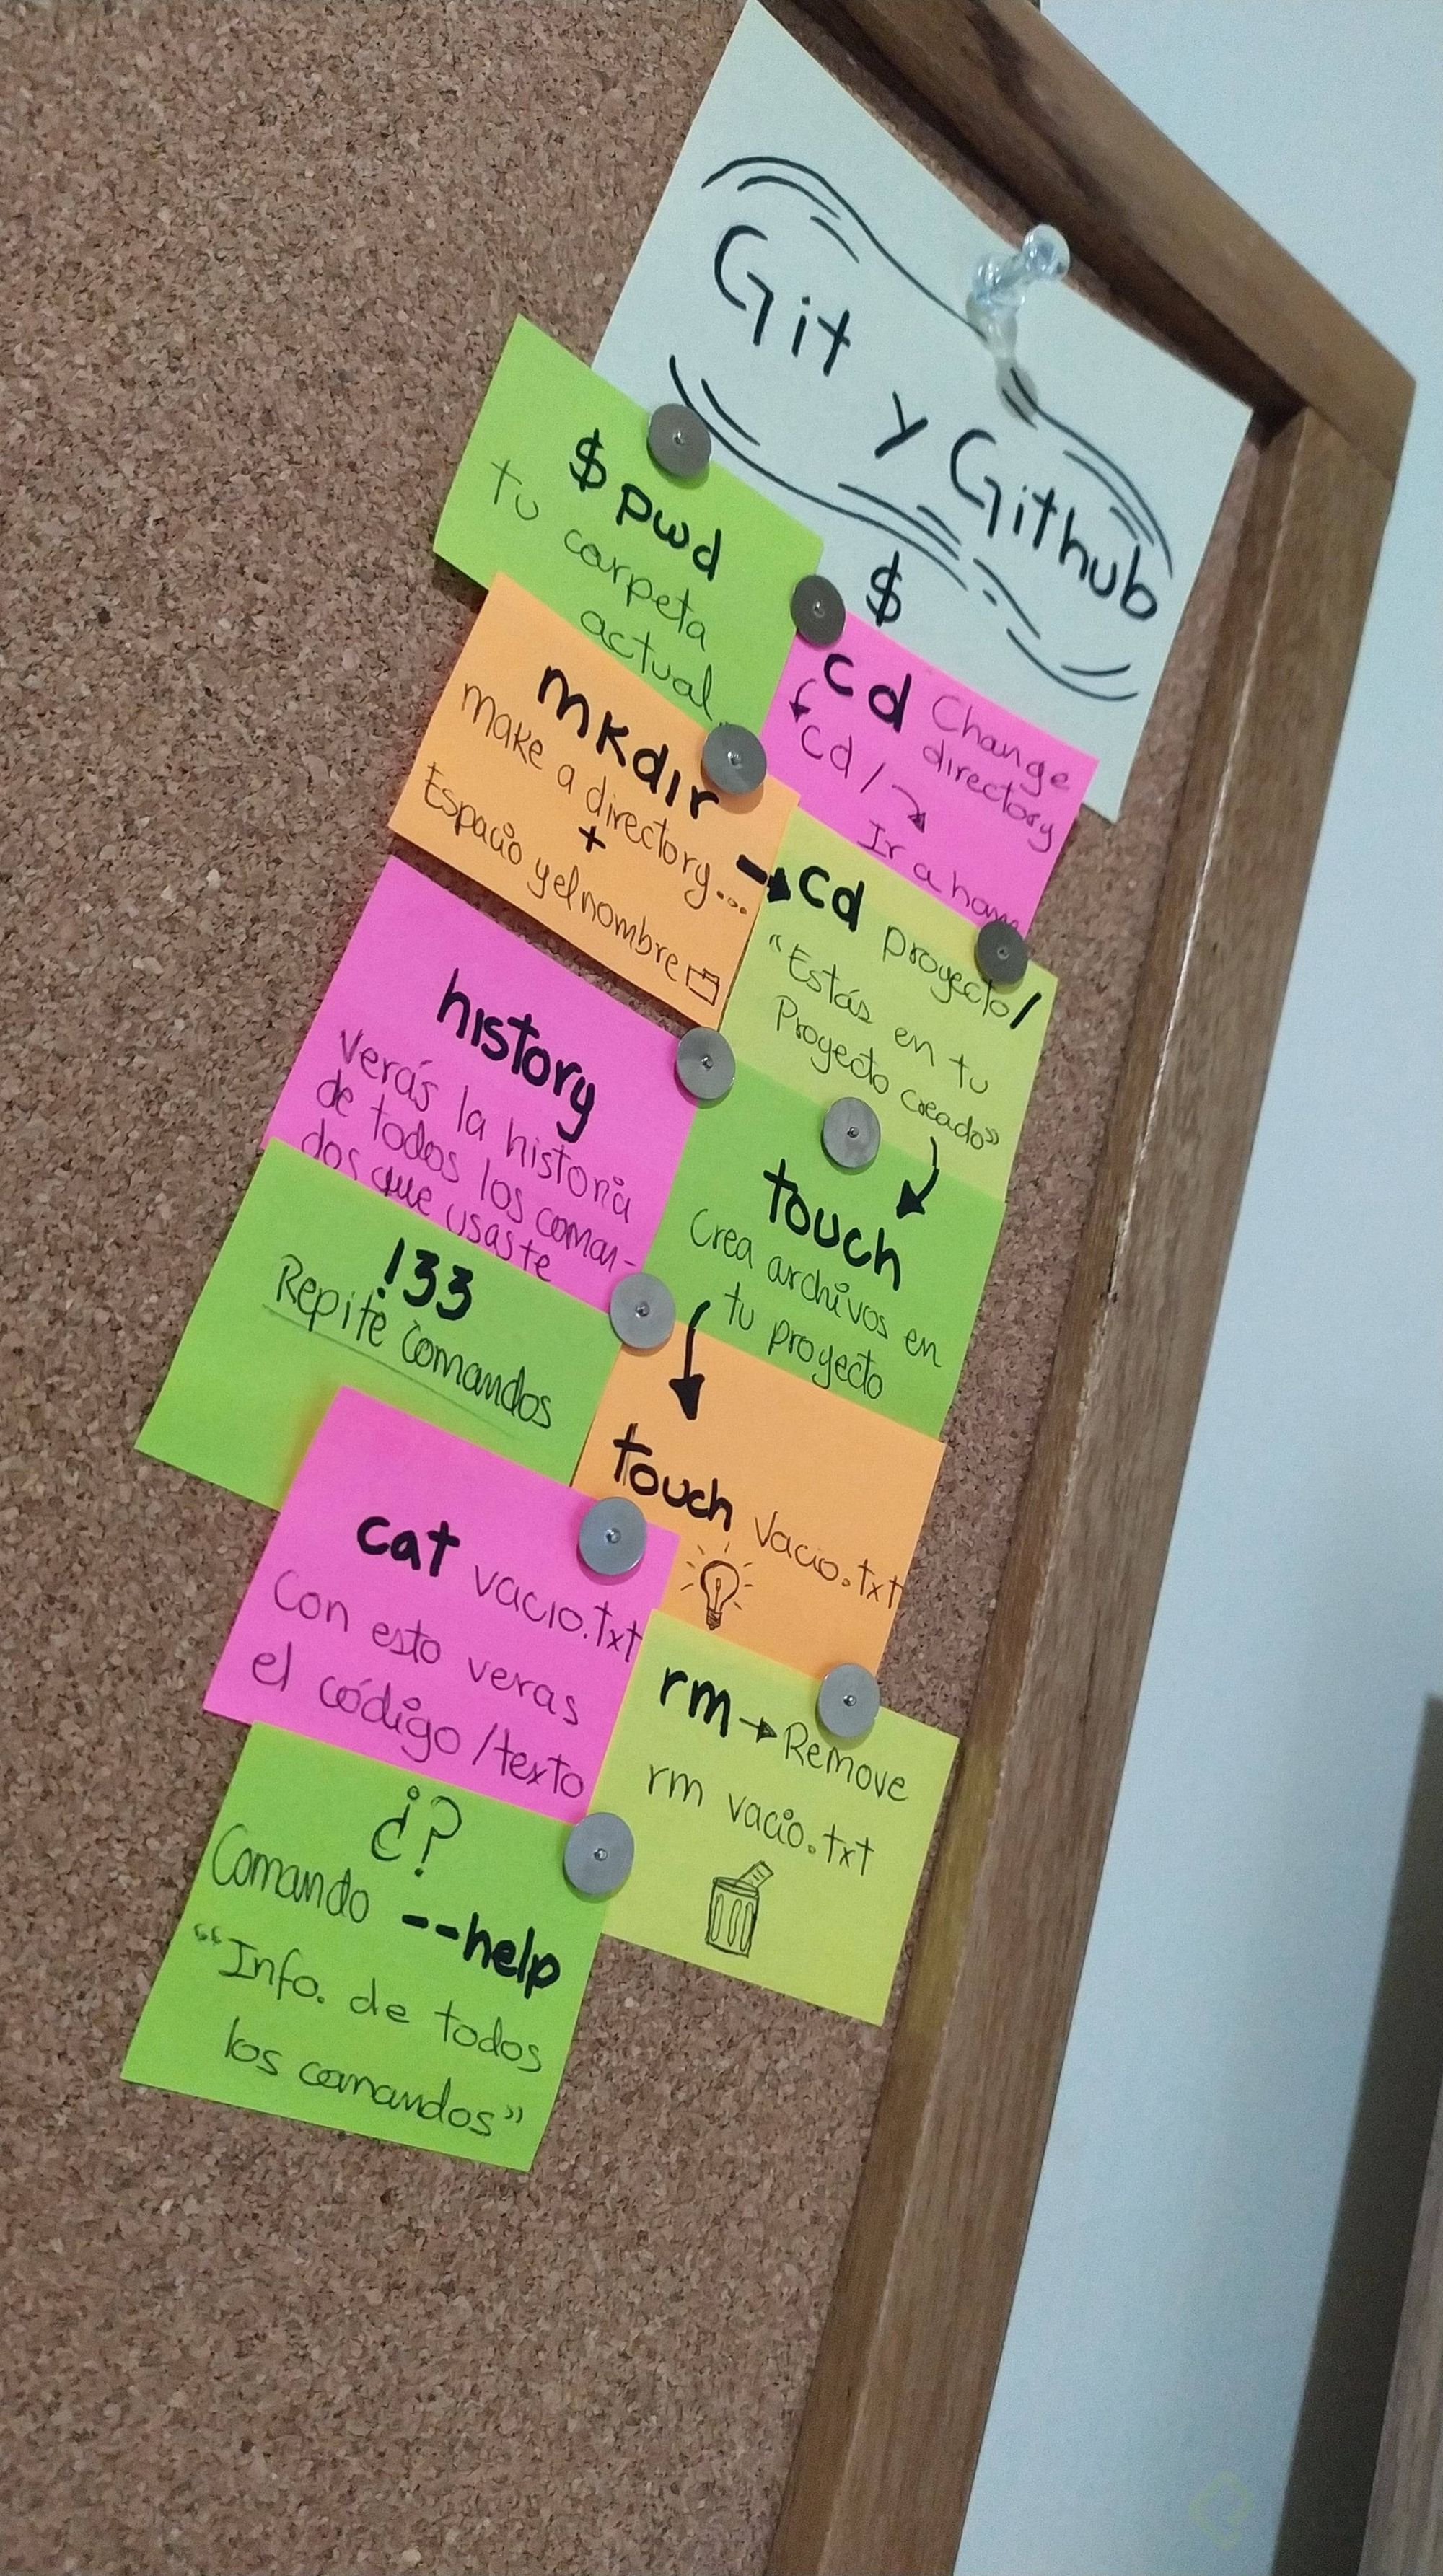 Git y Github
$
$ pwd
tu carpeta
actual
cd Change
directory
cd /
Ir a home
mkdir
make a directory...
+
Espacio y el nombre
cd proyecto/
"Estás en tu
Proyecto creado"
history
verás la historia
de todos los coman-
dos que usaste
touch
Crea archivos en
tu proyecto
!33
Repite comandos
touch vacio.txt
cat vacio.txt
Con esto veras
el código /texto
rm → Remove
rm vacio.txt
¿?
Comando --help
"Info. de todos
los comandos"